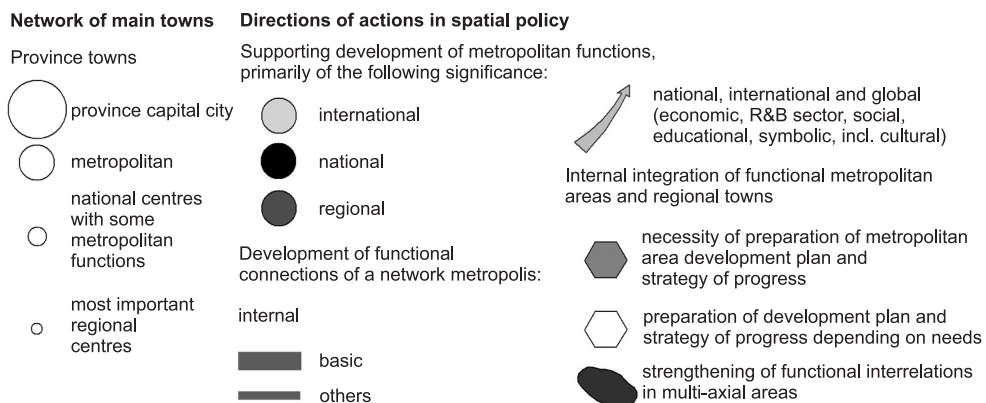 Network of main towns
Province towns
province capital city
metropolitan
national centres
with some
metropolitan
functions
most important
regional
centres
Directions of actions in spatial policy
Supporting development of metropolitan functions,
primarily of the following significance:
international
national
regional
Development of functional
connections of a network metropolis:
internal
basic
others
national, international and global
(economic, R&B sector, social,
educational, symbolic, incl. cultural)
Internal integration of functional metropolitan
areas and regional towns
necessity of preparation of metropolitan
area development plan and
strategy of progress
preparation of development plan and
strategy of progress depending on needs
strengthening of functional interrelations
in multi-axial areas